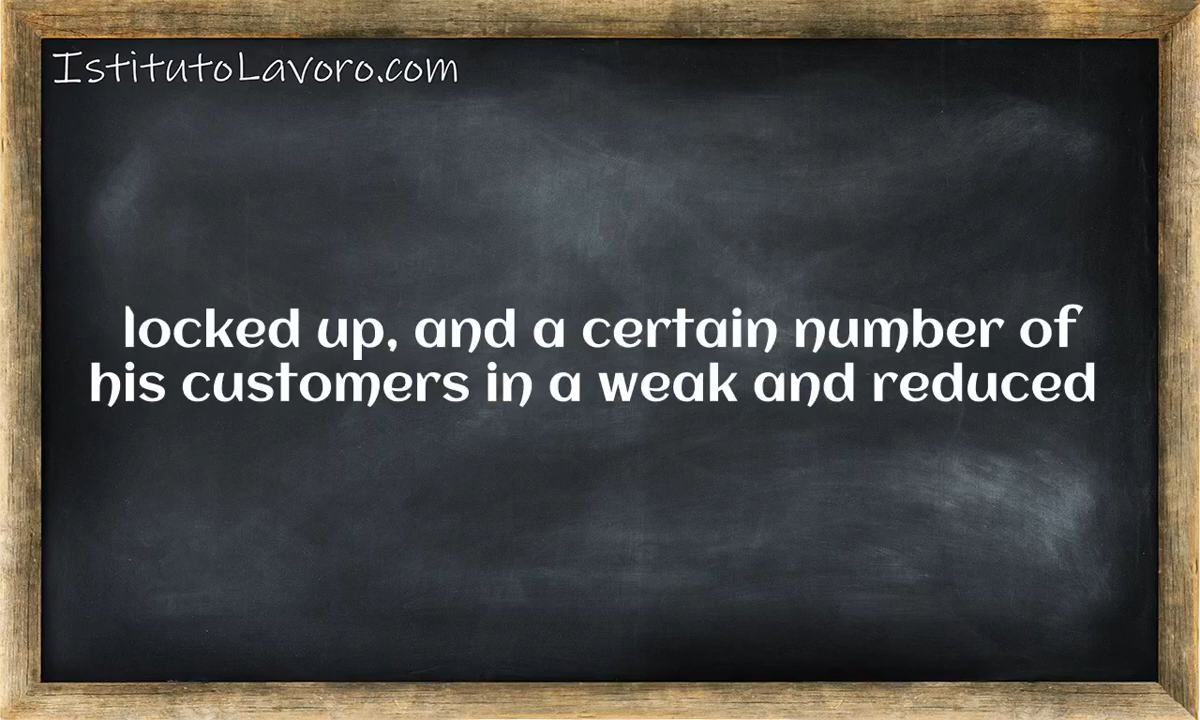 IstitutoLavoro.com
locked up, and a certain number of
his customers in a weak and reduced